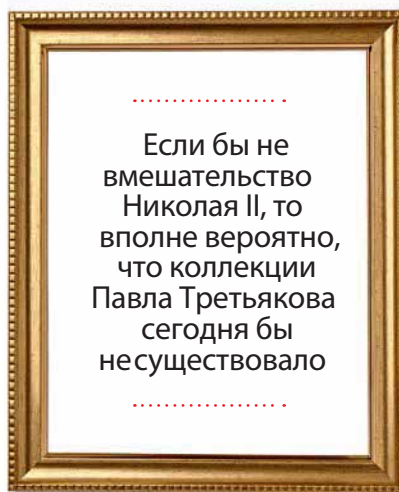 Если бы не
вмешательство
Николая II, то
вполне вероятно,
что коллекции
Павла Третьякова
сегодня бы
не существовало